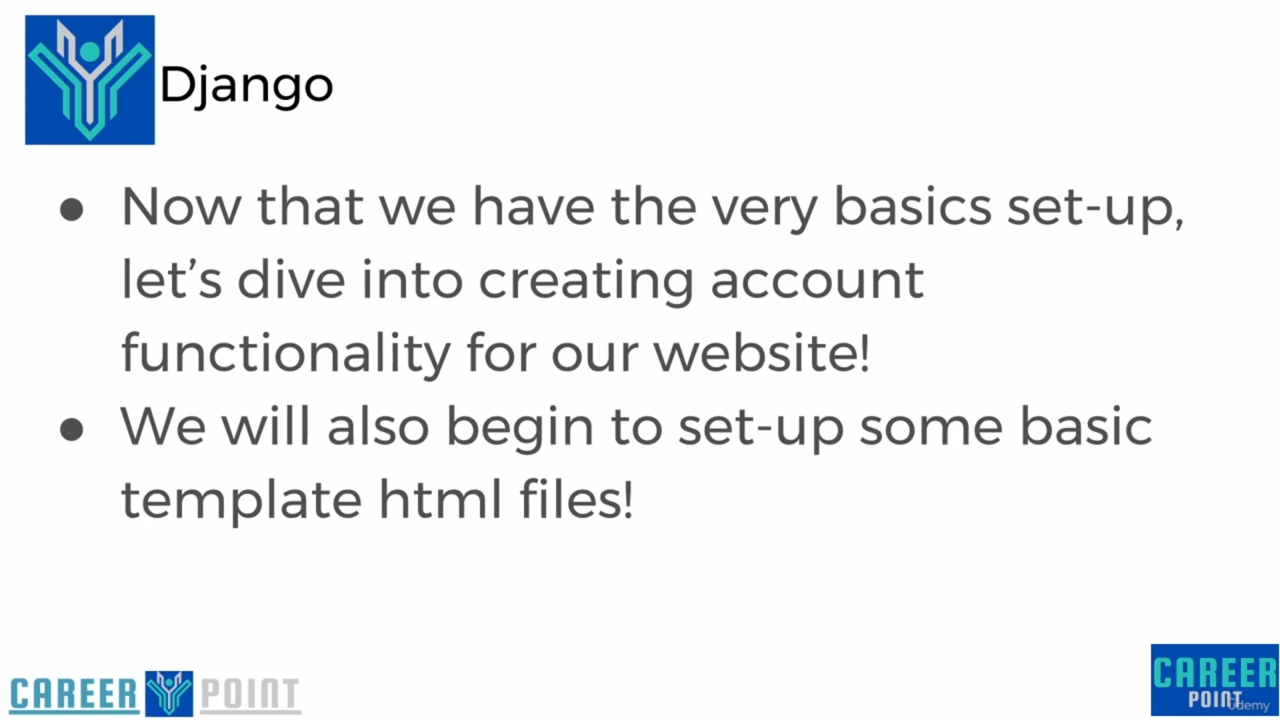 Django
● Now that we have the very basics set-up,
let’s dive into creating account
functionality for our website!
● We will also begin to set-up some basic
template html files!
CAREER POINT
CAREER
POINT
Udemy